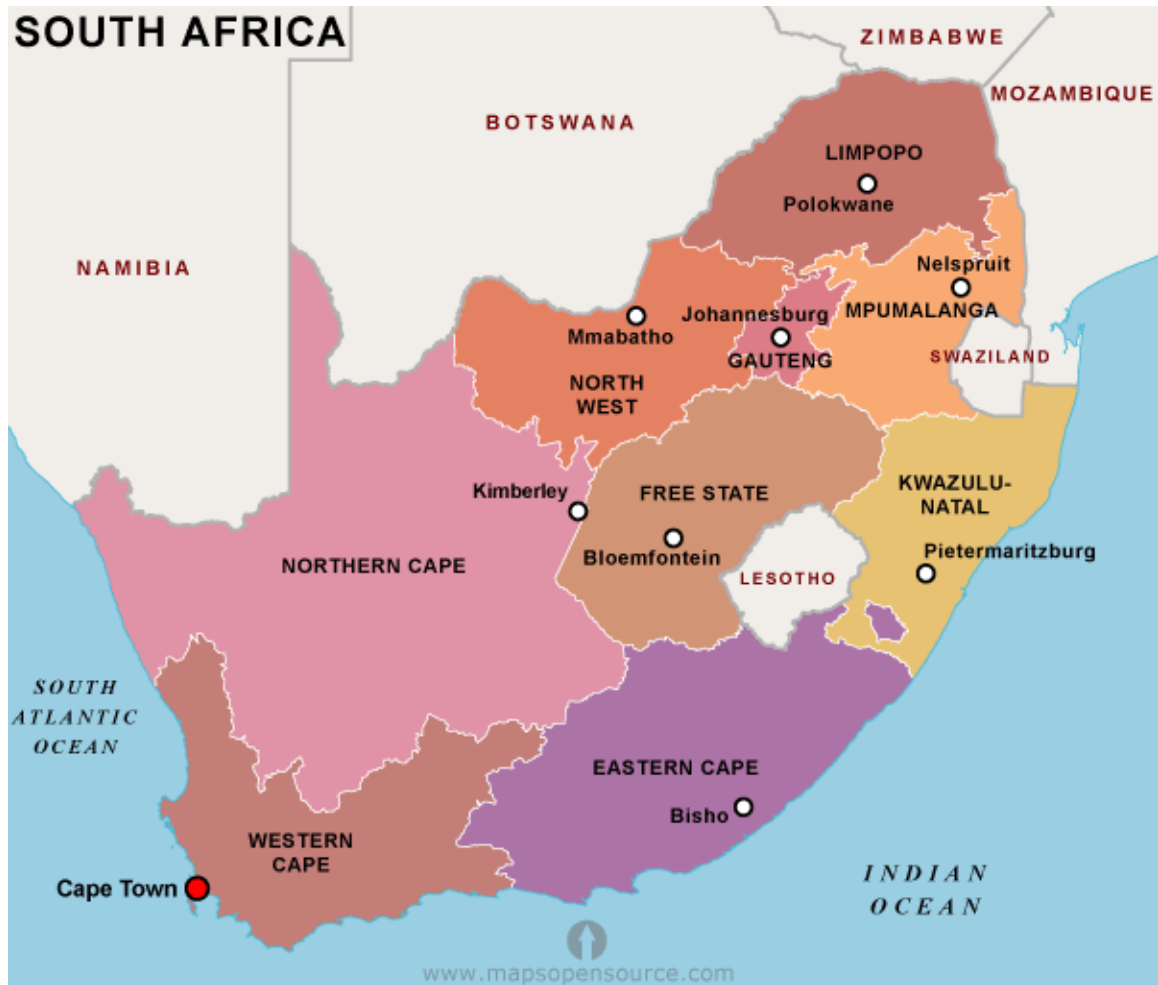 SOUTH AFRICA
ZIMBABWE
MOZAMBIQUE
BOTSWANA
LIMPOPO
Polokwane
NAMIBIA
Nelspruit
MPUMALANGA
Johannesburg
GAUTENG
Mmabatho
SWAZILAND
NORTH
WEST
Kimberley
FREE STATE
KWAZULU-
NATAL
Bloemfontein
Pietermaritzburg
NORTHERN CAPE
LESOTHO
SOUTH
ATLANTIC
OCEAN
EASTERN CAPE
Bisho
WESTERN
CAPE
Cape Town
INDIAN
OCEAN
www.mapsopensource.com